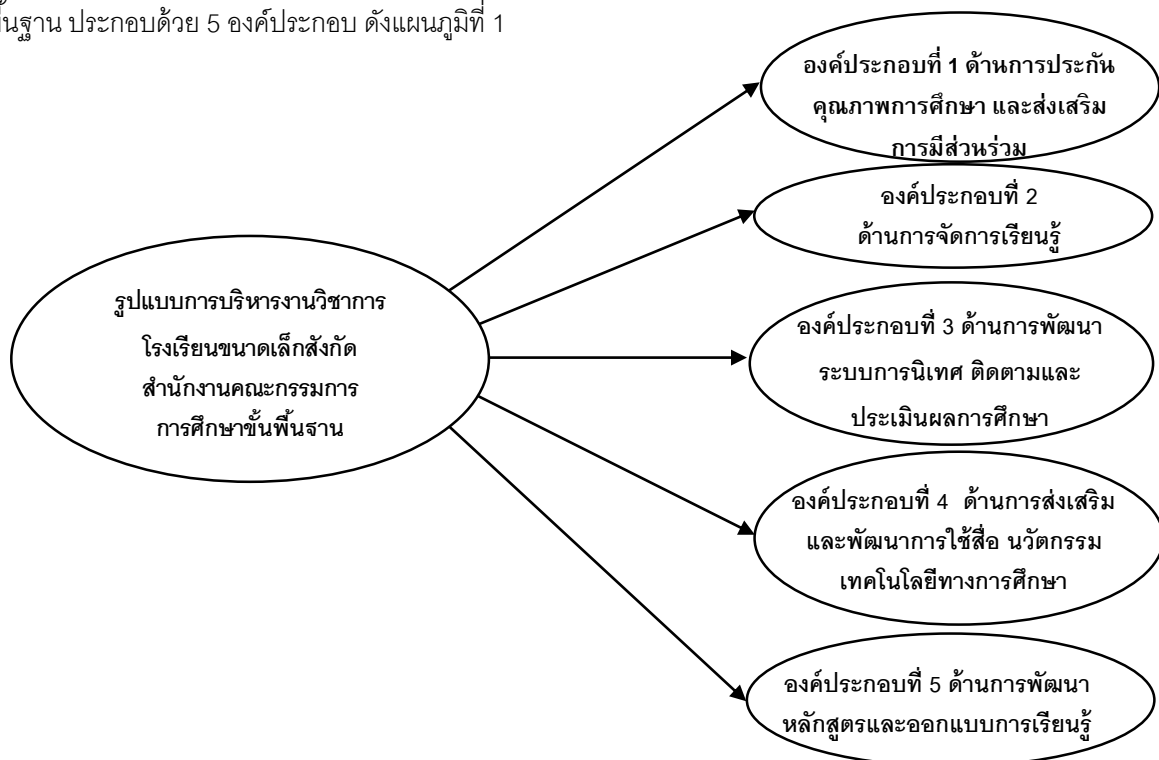 ื้นฐาน ประกอบด้วย 5 องค์ประกอบ ดังแผนภูมิที่ 1
องค์ประกอบที่ 1 ด้านการประกัน
คุณภาพการศึกษา และส่งเสริม
การมีส่วนร่วม
องค์ประกอบที่ 2
ด้านการจัดการเรียนรู้
รูปแบบการบริหารงานวิชาการ
โรงเรียนขนาดเล็กสังกัด
สำนักงานคณะกรรมการ
การศึกษาขั้นพื้นฐาน
องค์ประกอบที่ 3 ด้านการพัฒนา
ระบบการนิเทศ ติดตามและ
ประเมินผลการศึกษา
องค์ประกอบที่ 4 ด้านการส่งเสริม
และพัฒนาการใช้สื่อ นวัตกรรม
เทคโนโลยีทางการศึกษา
องค์ประกอบที่ 5 ด้านการพัฒนา
หลักสูตรและออกแบบการเรียนรู้